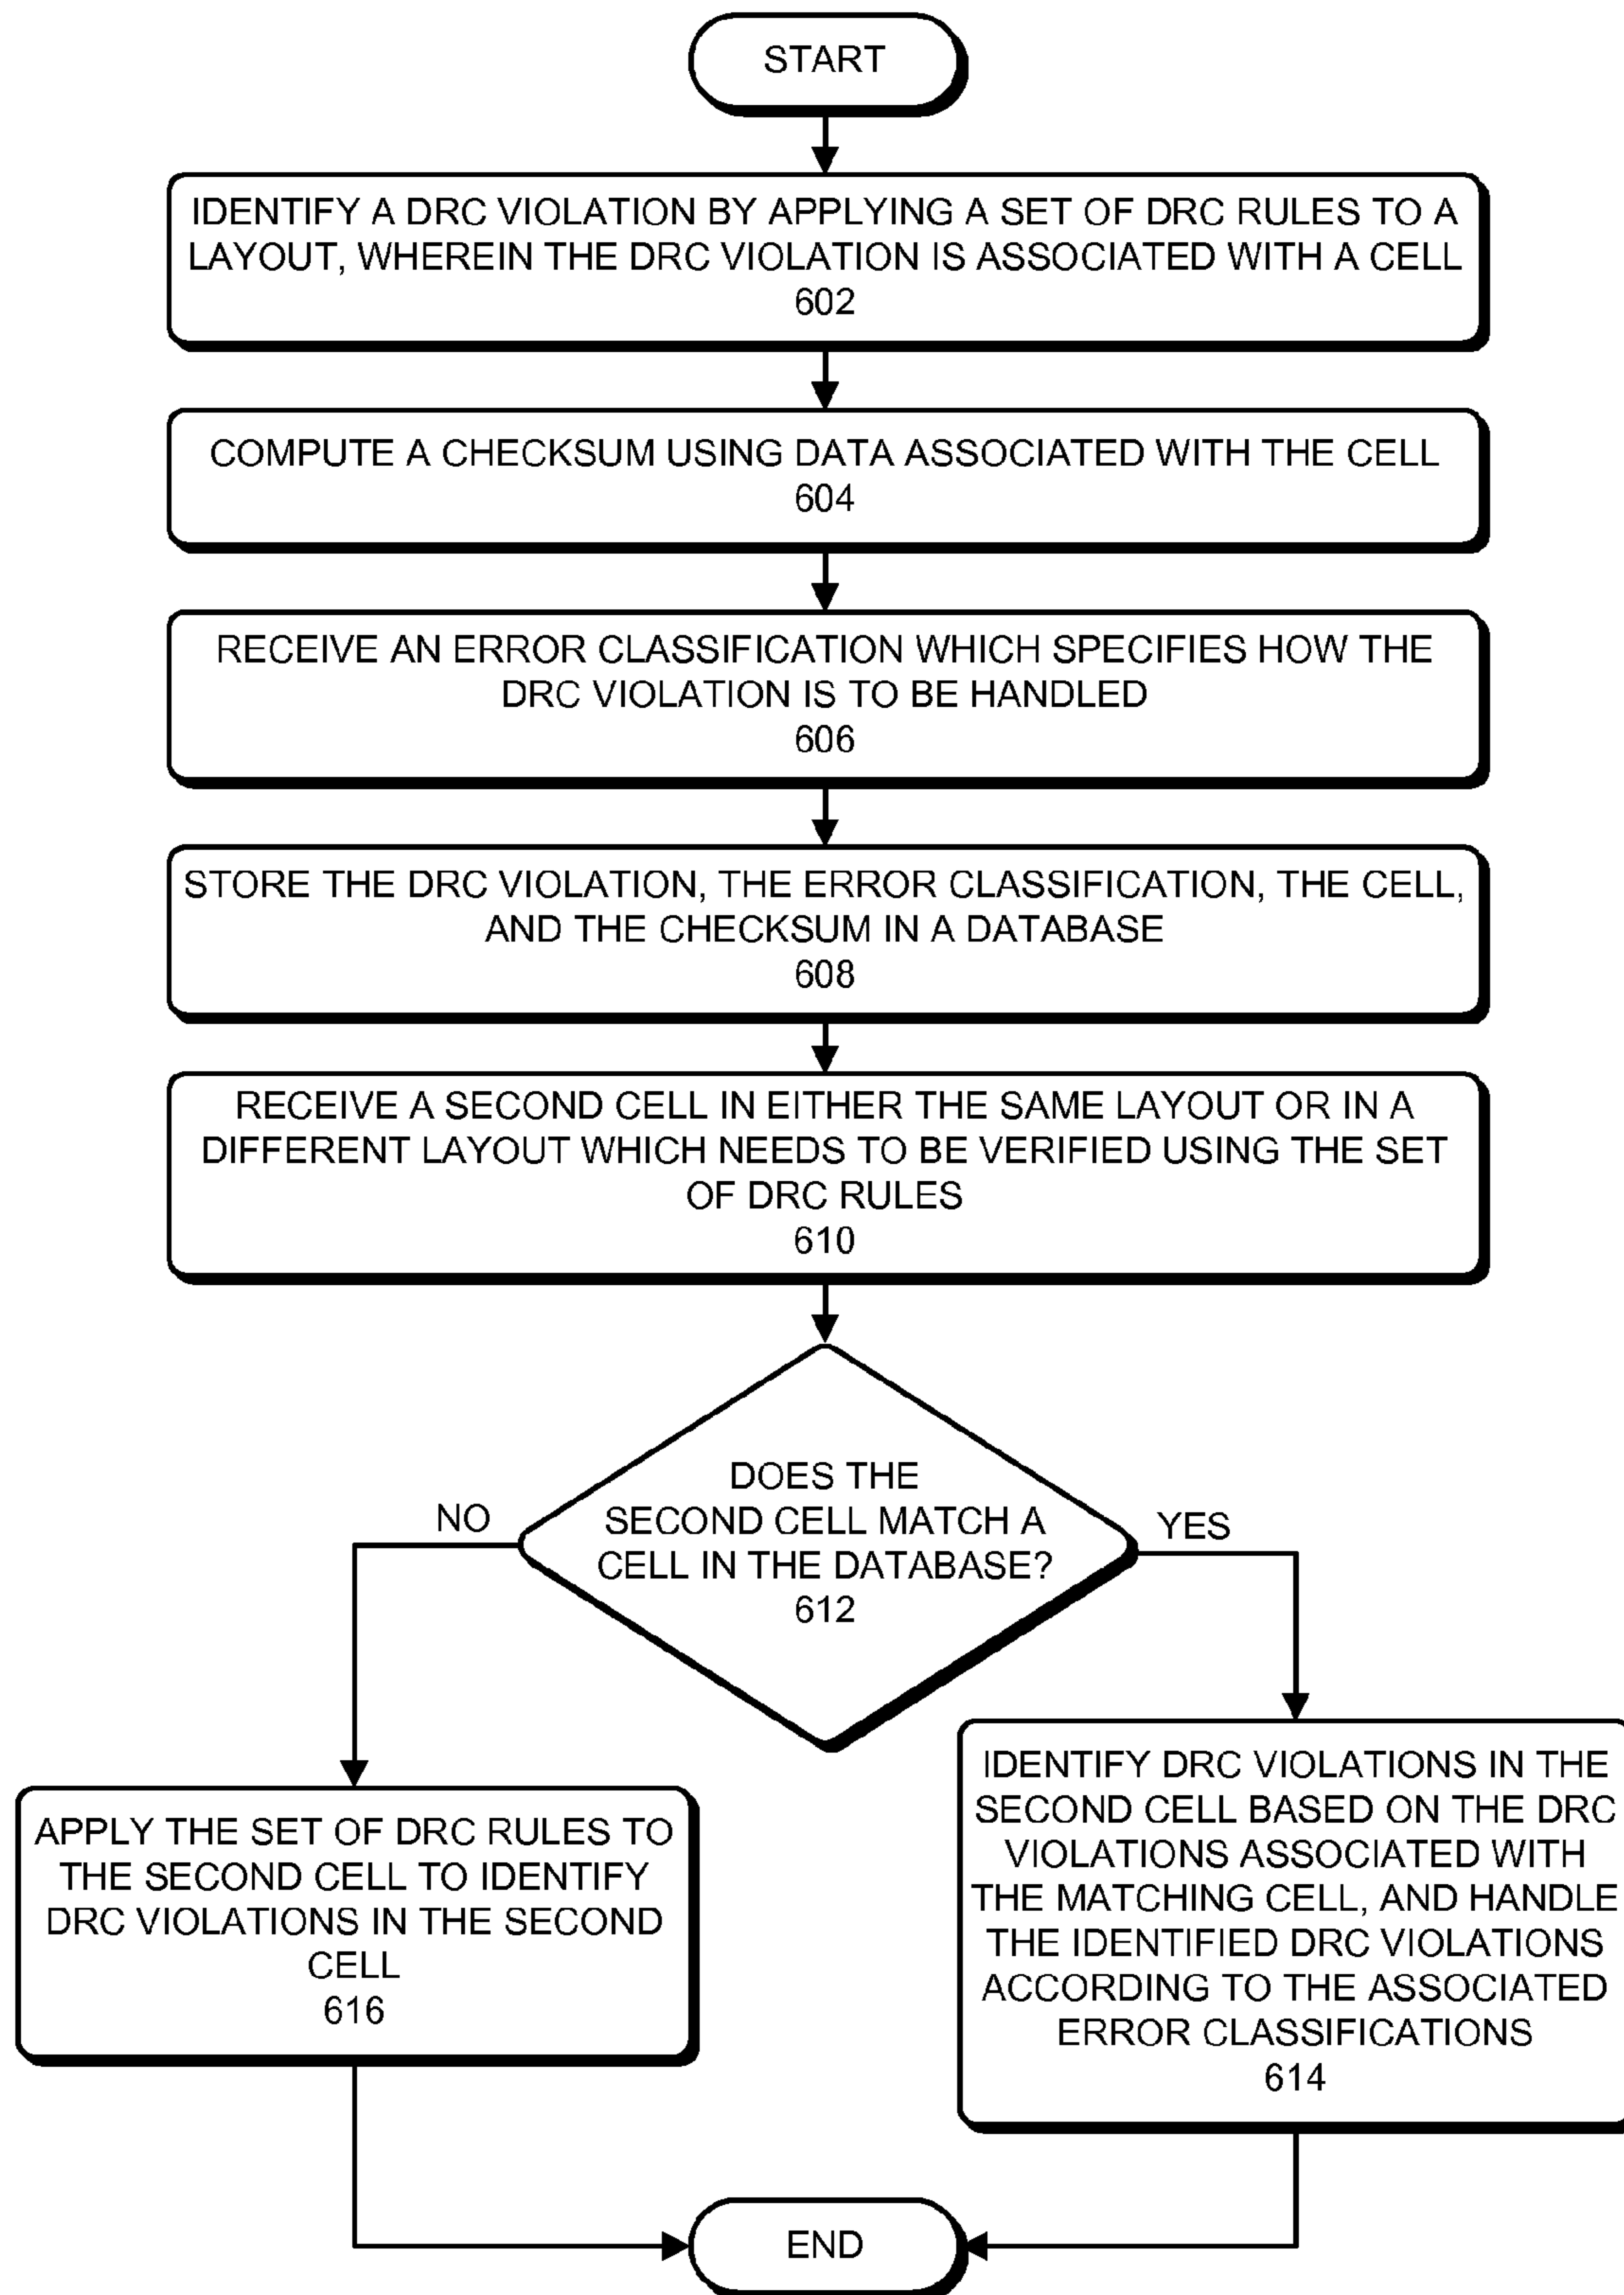 START
IDENTIFY A DRC VIOLATION BY APPLYING A SET OF DRC RULES TO A
LAYOUT, WHEREIN THE DRC VIOLATION IS ASSOCIATED WITH A CELL
602
COMPUTE A CHECKSUM USING DATA ASSOCIATED WITH THE CELL
604
RECEIVE AN ERROR CLASSIFICATION WHICH SPECIFIES HOW THE
DRC VIOLATION IS TO BE HANDLED
606
STORE THE DRC VIOLATION, THE ERROR CLASSIFICATION, THE CELL,
AND THE CHECKSUM IN A DATABASE
608
RECEIVE A SECOND CELL IN EITHER THE SAME LAYOUT OR IN A
DIFFERENT LAYOUT WHICH NEEDS TO BE VERIFIED USING THE SET
OF DRC RULES
610
DOES THE
SECOND CELL MATCH A
CELL IN THE DATABASE?
612
NO
YES
APPLY THE SET OF DRC RULES TO
THE SECOND CELL TO IDENTIFY
DRC VIOLATIONS IN THE SECOND
CELL
616
IDENTIFY DRC VIOLATIONS IN THE
SECOND CELL BASED ON THE DRC
VIOLATIONS ASSOCIATED WITH
THE MATCHING CELL, AND HANDLE
THE IDENTIFIED DRC VIOLATIONS
ACCORDING TO THE ASSOCIATED
ERROR CLASSIFICATIONS
614
END